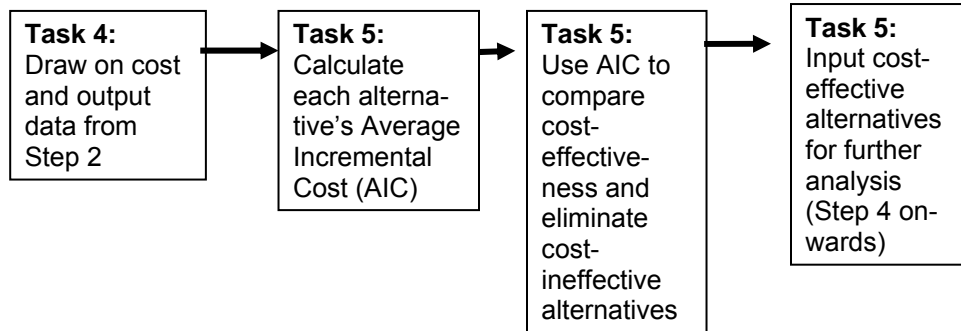 Task 4:
Draw on cost
and output
data from
Step 2
Task 5:
Calculate
each alterna-
tive's Average
Incremental
Cost (AIC)
Task 5:
Use AIC to
compare
cost-
effective-
ness and
eliminate
cost-
ineffective
alternatives
Task 5:
Input cost-
effective
alternatives
for further
analysis
(Step 4 on-
wards)